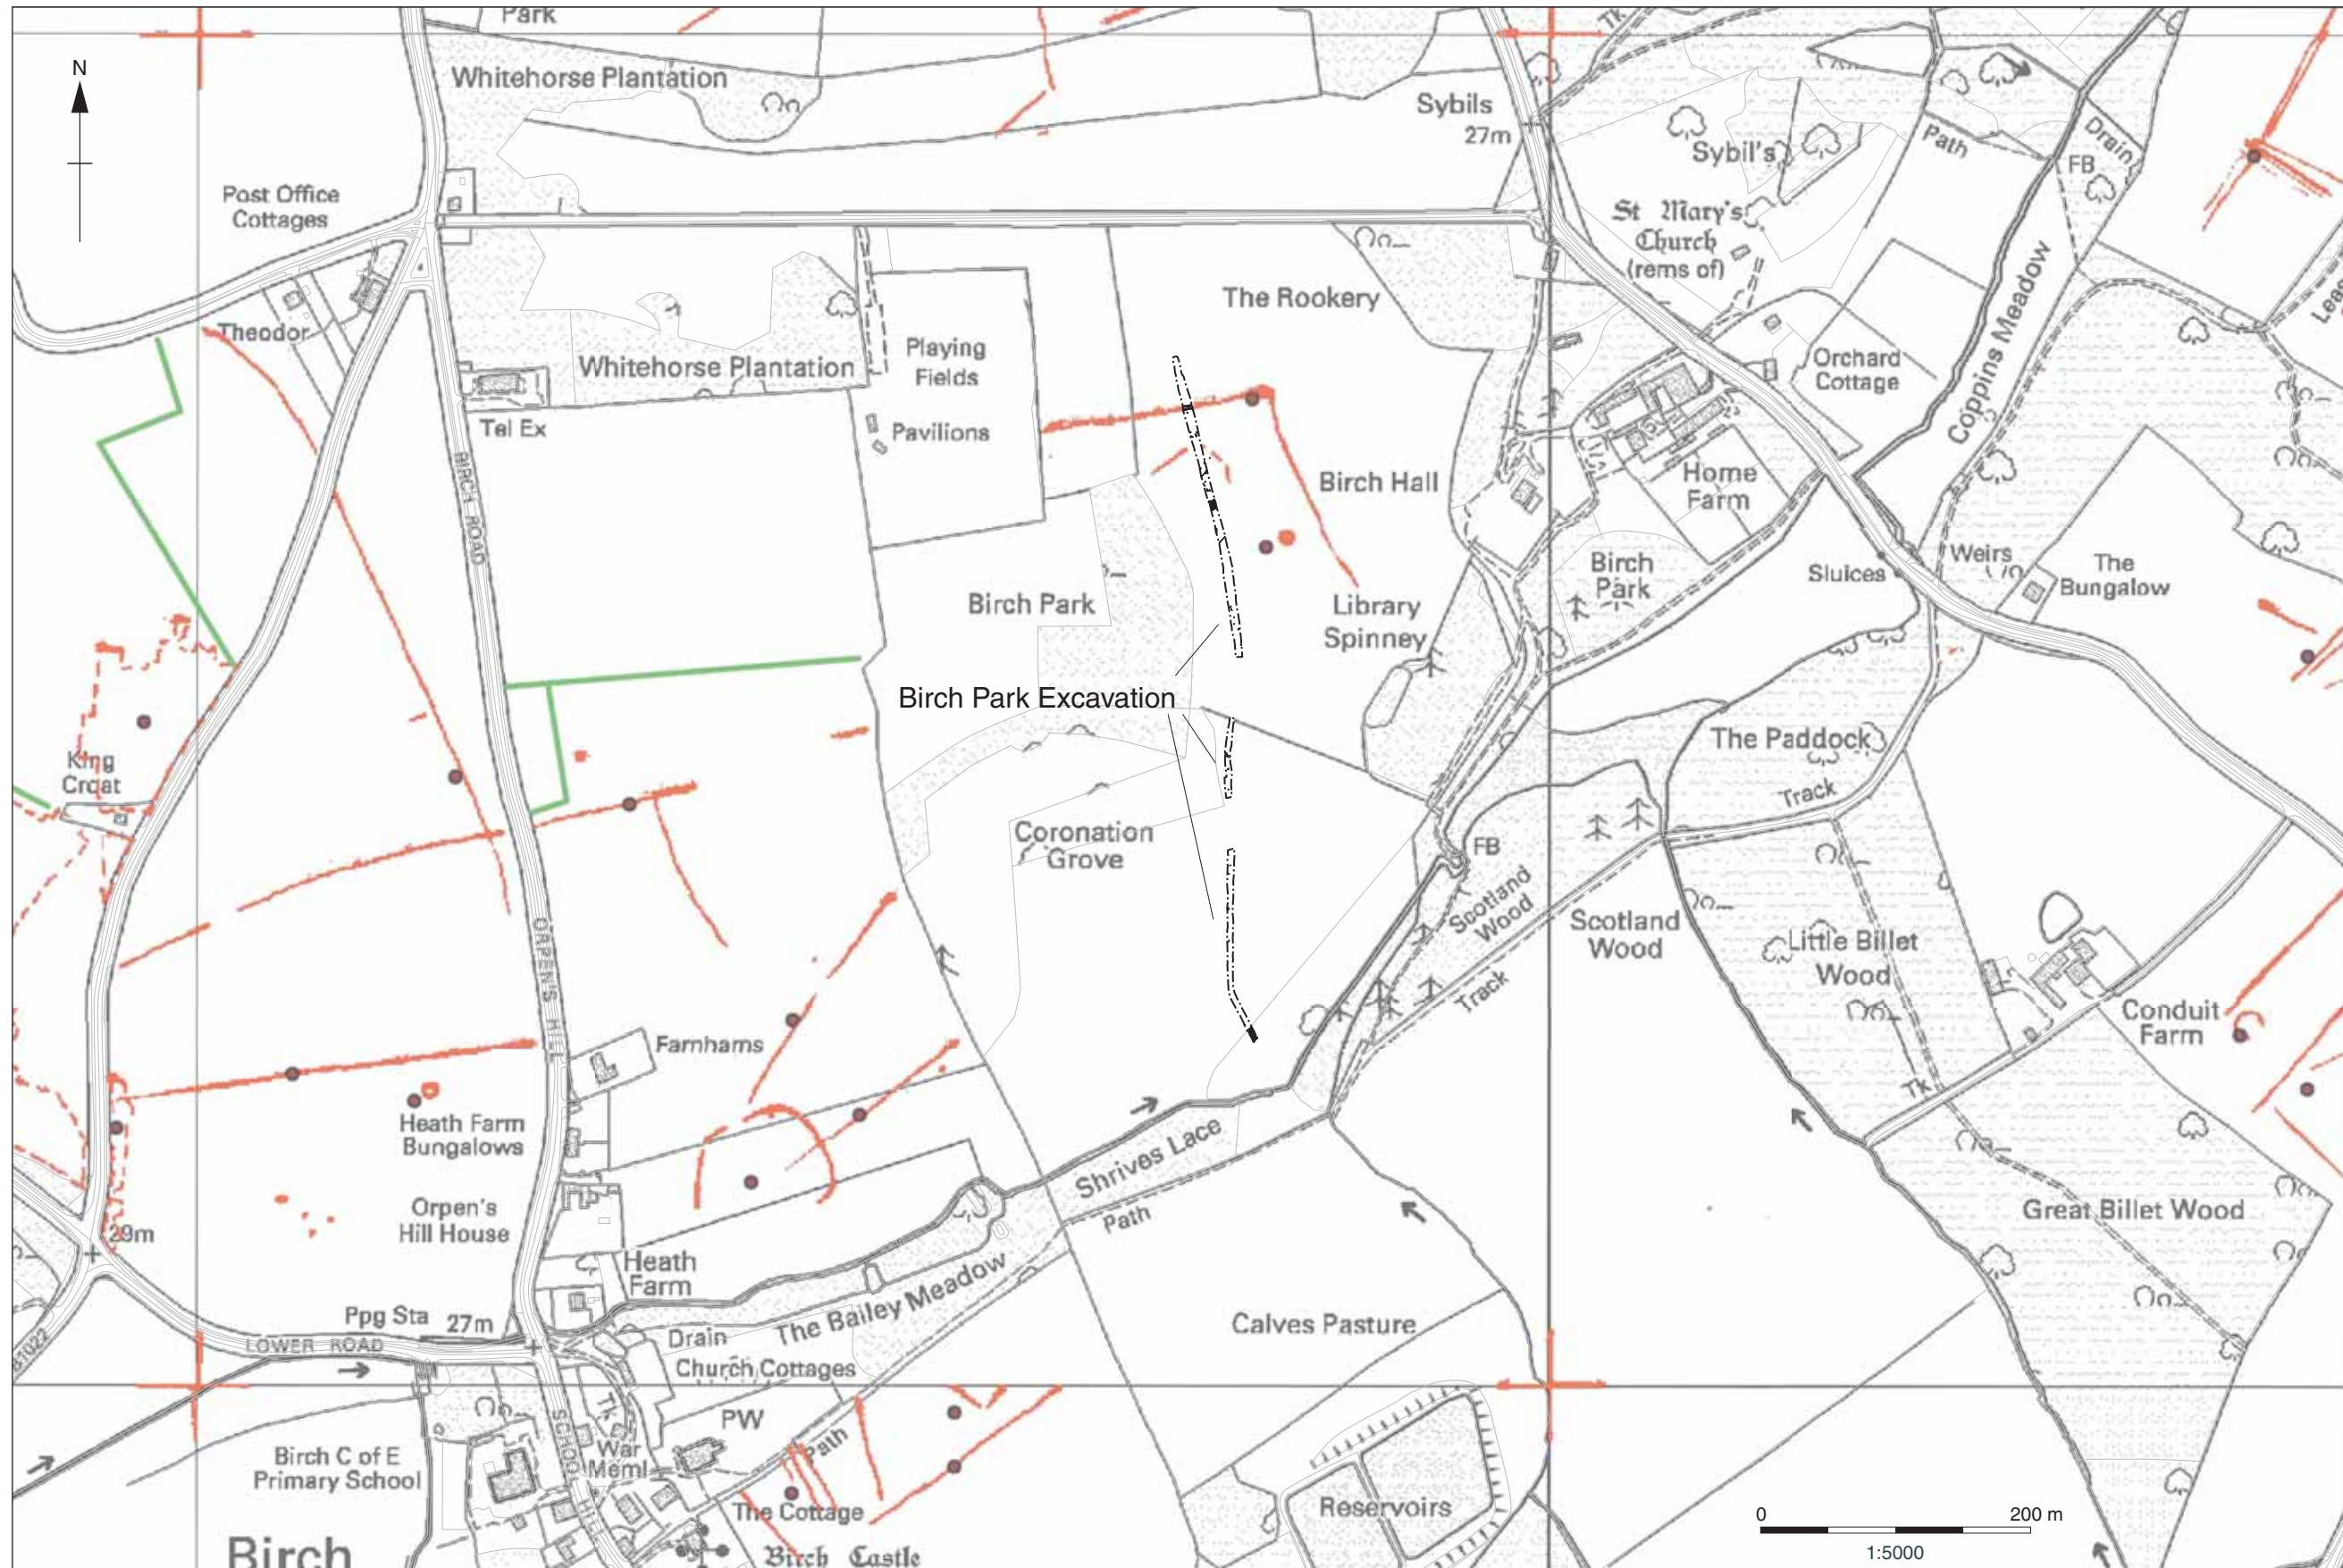 Park
Tk
N
Whitehorse Plantation
Sybils
27m
Path
Drain
Sybil's
FB
Post Office
Cottages
St Mary's
Church
(rems of)
Coppins Meadow
The Rookery
Theodor
Whitehorse Plantation
Playing
Fields
Orchard
Cottage
Tel Ex
Pavilions
BIRCH ROAD
Birch Hall
Home
Farm
Birch
Park
Sluices
Weirs
The
Bungalow
Birch Park
Library
Spinney
Birch Park Excavation
The Paddock
King
Croat
Track
Coronation
Grove
FB
Scotland
Wood
Scotland
Wood
Little Billet
Wood
ORPEN'S HILL
Track
Conduit
Farm
Farnhams
Tk
Heath Farm
Bungalows
Shrives Lace
Path
Orpen's
Hill House
Great Billet Wood
29m
Heath
Farm
The Bailey Meadow
Ppg Sta
27m
Drain
Calves Pasture
LOWER ROAD
B1022
Church Cottages
Tk
PW
SCHOOL HILL
War
Meml
Path
Birch C of E
Primary School
The Cottage
Reservoirs
0
200 m
1:5000
Birch
Birch Castle